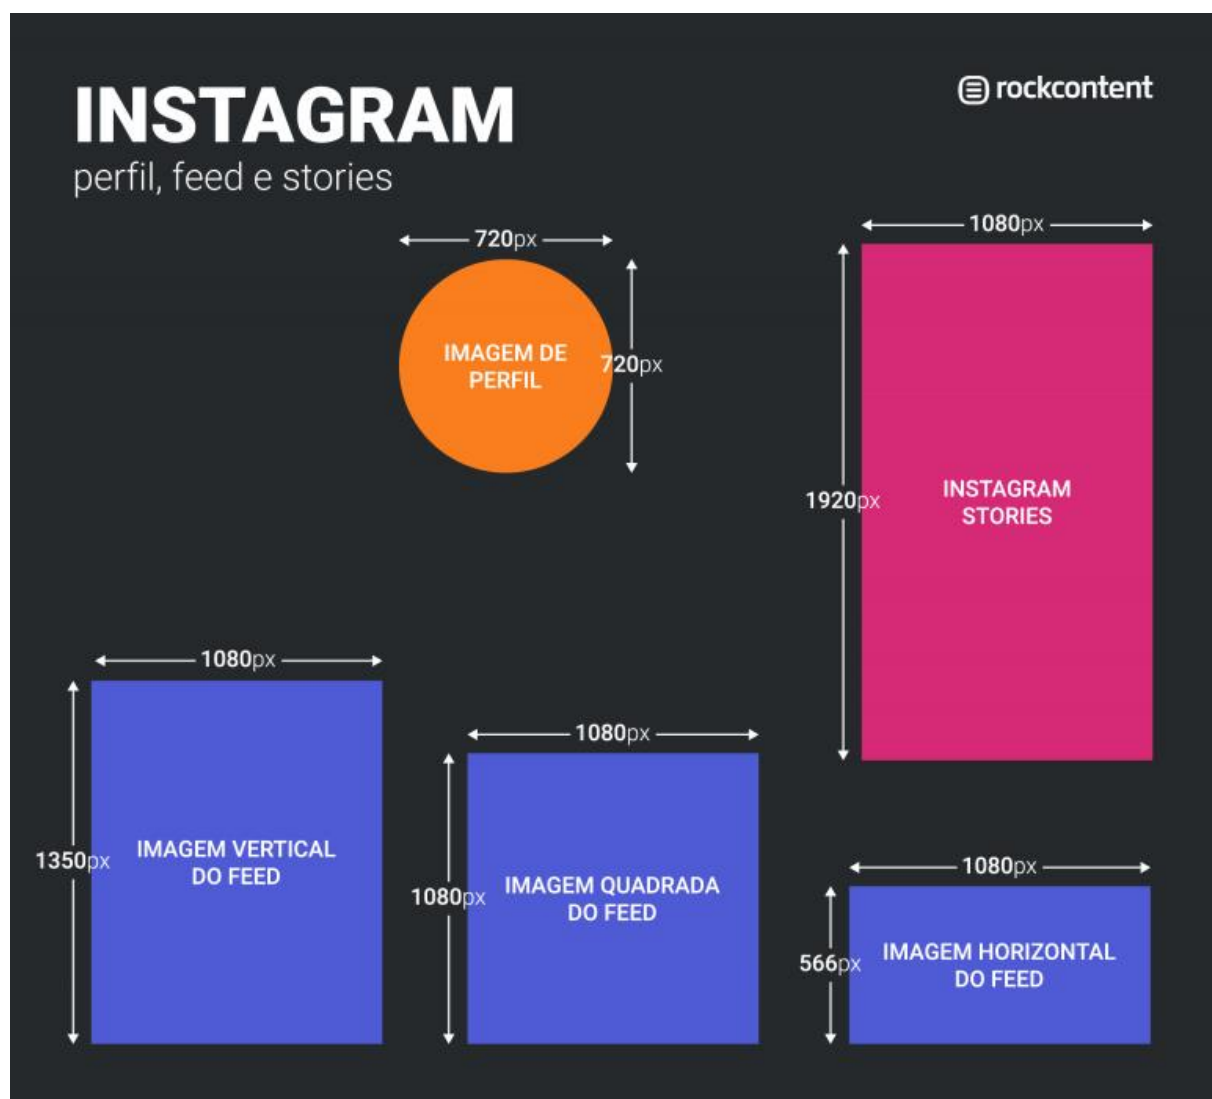 INSTAGRAM
perfil, feed e stories
rockcontent
720px
IMAGEM DE
PERFIL
720px
1080px
1920px
INSTAGRAM
STORIES
1080px
1350px
IMAGEM VERTICAL
DO FEED
1080px
1080px
IMAGEM QUADRADA
DO FEED
1080px
566px
IMAGEM HORIZONTAL
DO FEED